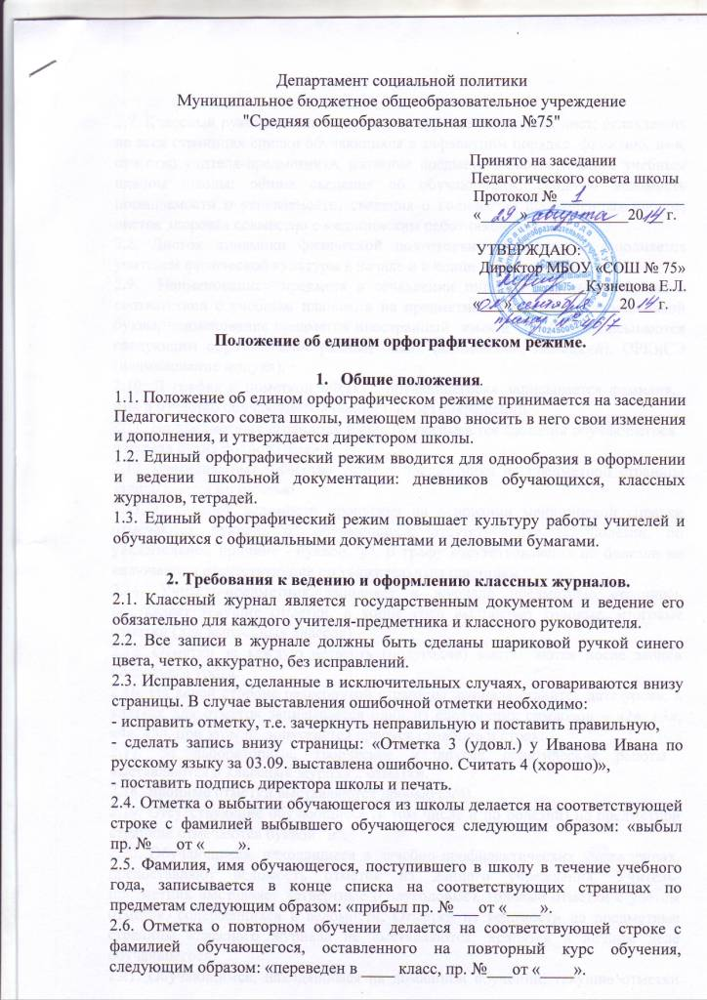 Департамент социальной политики
Муниципальное бюджетное общеобразовательное учреждение
"Средняя общеобразовательная школа №75"
Принято на заседании
Педагогического совета школы
Протокол № 1
« 29 » августа 2014 г.
УТВЕРЖДАЮ:
Директор МБОУ «СОШ № 75»
Кузнецова Е.Л.
«01» сентября 2014 г.
Положение об едином орфографическом режиме.
1. Общие положения.
1.1. Положение об едином орфографическом режиме принимается на заседании
Педагогического совета школы, имеющем право вносить в него свои изменения
и дополнения, и утверждается директором школы.
1.2. Единый орфографический режим вводится для однообразия в оформлении
и ведении школьной документации: дневников обучающихся, классных
журналов, тетрадей.
1.3. Единый орфографический режим повышает культуру работы учителей и
обучающихся с официальными документами и деловыми бумагами.
2. Требования к ведению и оформлению классных журналов.
2.1. Классный журнал является государственным документом и ведение его
обязательно для каждого учителя-предметника и классного руководителя.
2.2. Все записи в журнале должны быть сделаны шариковой ручкой синего
цвета, четко, аккуратно, без исправлений.
2.3. Исправления, сделанные в исключительных случаях, оговариваются внизу
страницы. В случае выставления ошибочной отметки необходимо:
- исправить отметку, т.е. зачеркнуть неправильную и поставить правильную,
- сделать запись внизу страницы: «Отметка 3 (удовл.) у Иванова Ивана по
русскому языку за 03.09. выставлена ошибочно. Считать 4 (хорошо)»,
- поставить подпись директора школы и печать.
2.4. Отметка о выбытии обучающегося из школы делается на соответствующей
строке с фамилией выбывшего обучающегося следующим образом: «выбыл
пр. №___от «____».
2.5. Фамилия, имя обучающегося, поступившего в школу в течение учебного
года, записывается в конце списка на соответствующих страницах по
предметам следующим образом: «прибыл пр. №___от «____».
2.6. Отметка о повторном обучении делается на соответствующей строке с
фамилией обучающегося, оставленного на повторный курс обучения,
следующим образом: «переведен в ____ класс, пр. №___от «____».